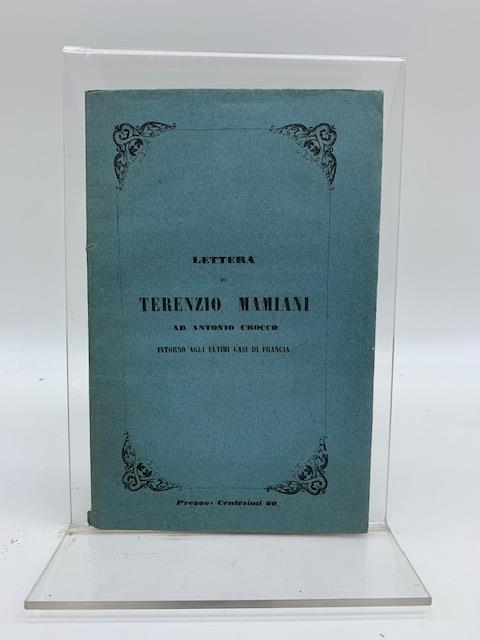 LETTERA
DI
TERENZIO MAMIANI
AD ANTONIO CROCCO
INTORNO AGLI ULTIMI CASI DI FRANCIA.
Prezzo: Centesimi 60.